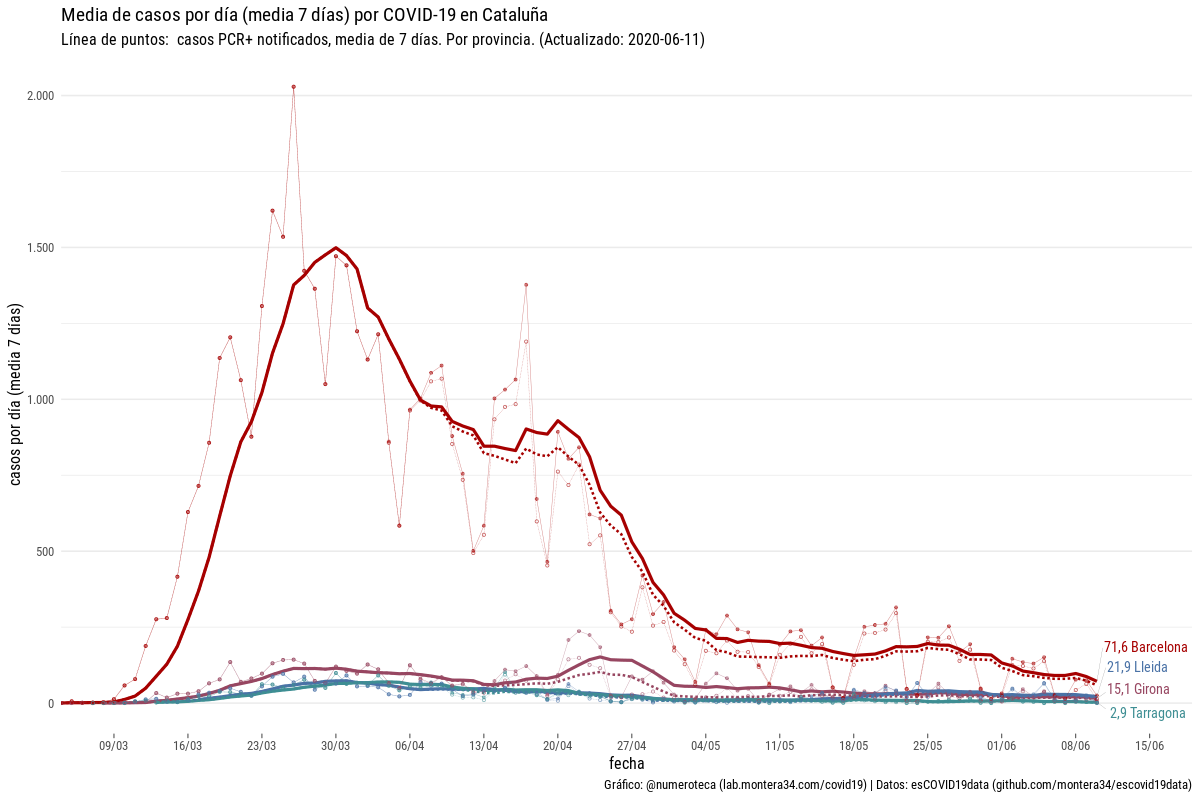 Media de casos por día (media 7 días) por COVID-19 en Cataluña
Línea de puntos:  casos PCR+ notificados, media de 7 días. Por provincia. (Actualizado: 2020-06-11)
casos por día (media 7 días)
2.000
1.500
1.000
500
0
71,6 Barcelona
21,9 Lleida
15,1 Girona
2,9 Tarragona
09/03 16/03 23/03 30/03 06/04 13/04 20/04 27/04 04/05 11/05 18/05 25/05 01/06 08/06 15/06
fecha
Gráfico: @numeroteca (lab.montera34.com/covid19) | Datos: esCOVID19data (github.com/montera34/escovid19data)